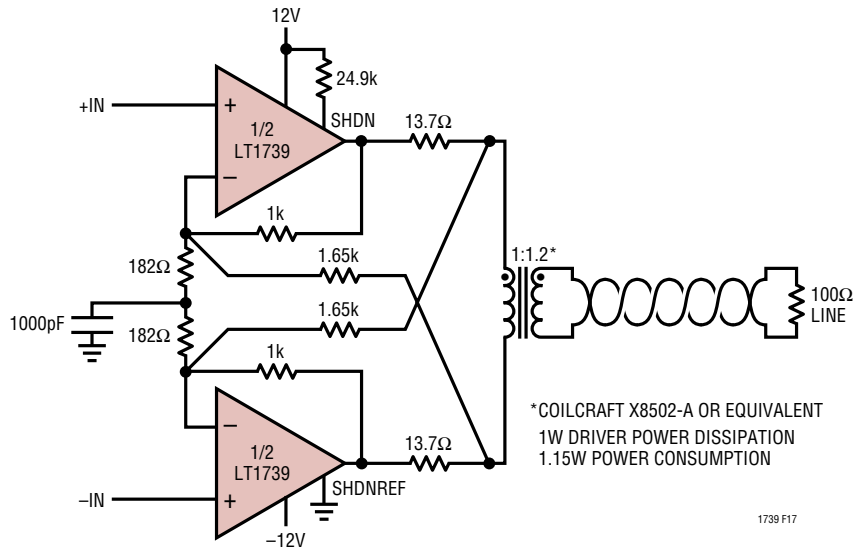 12V
24.9k
+IN
+
SHDN
13.7Ω
1/2
LT1739
–
1k
1.65k
1:1.2*
182Ω
100Ω
LINE
1000pF
1.65k
182Ω
1k
*COILCRAFT X8502-A OR EQUIVALENT
1W DRIVER POWER DISSIPATION
1.15W POWER CONSUMPTION
–
13.7Ω
1/2
LT1739
SHDNREF
–IN
+
–12V
1739 F17